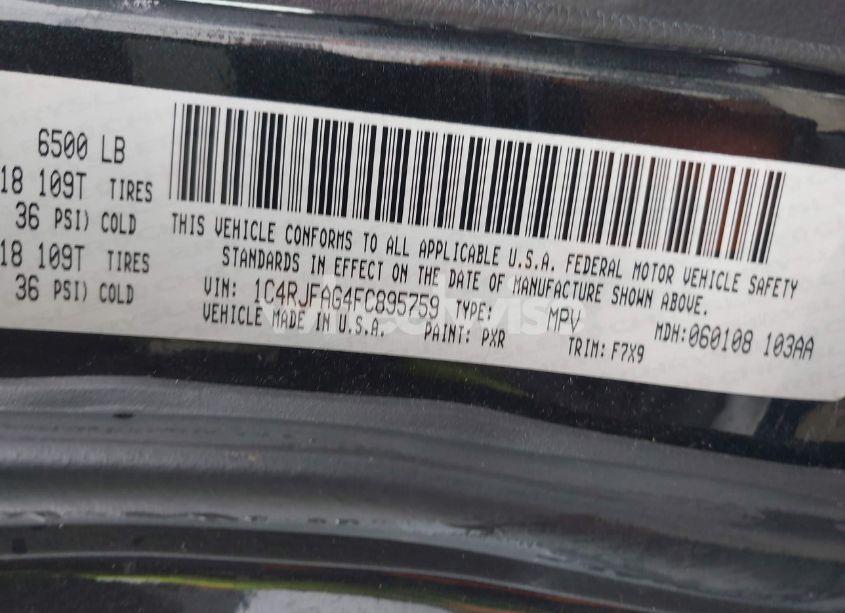 6500 LB
18 109T TIRES
36 PSI) COLD
18 109T TIRES
36 PSI) COLD
THIS VEHICLE CONFORMS TO ALL APPLICABLE U.S.A. FEDERAL MOTOR VEHICLE SAFETY
STANDARDS IN EFFECT ON THE DATE OF MANUFACTURE SHOWN ABOVE.
VIN: 1C4RJFAG4FC895759 TYPE: MPV MDH:060108 103AA
VEHICLE MADE IN U.S.A. PAINT: PXR TRIM: F7X9